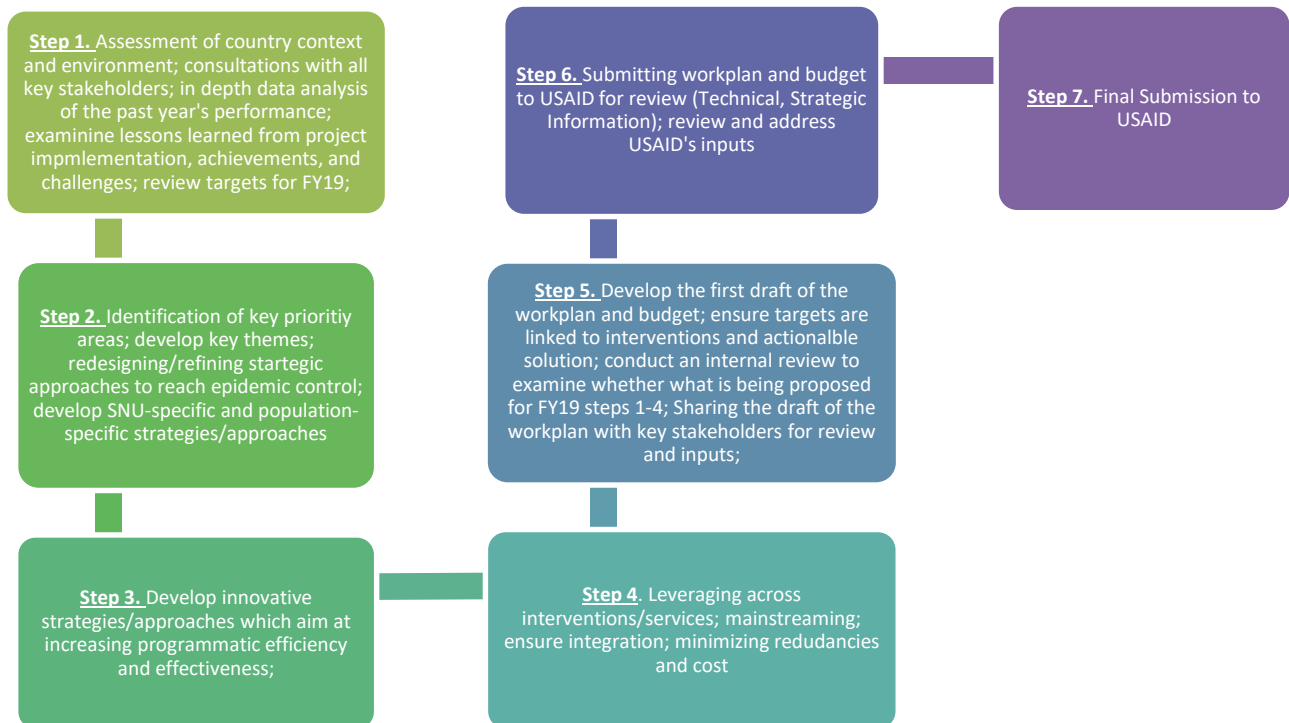 Step 1. Assessment of country context
and environment; consultations with all
key stakeholders; in depth data analysis
of the past year's performance;
examinine lessons learned from project
impmlementation, achievements, and
challenges; review targets for FY19;
Step 2. Identification of key prioritiy
areas; develop key themes;
redesigning/refining startegic
approaches to reach epidemic control;
develop SNU-specific and population-
specific strategies/approaches
Step 3. Develop innovative
strategies/approaches which aim at
increasing programmatic efficiency
and effectiveness;
Step 4. Leveraging across
interventions/services; mainstreaming;
ensure integration; minimizing redudancies
and cost
Step 5. Develop the first draft of the
workplan and budget; ensure targets are
linked to interventions and actionalble
solution; conduct an internal review to
examine whether what is being proposed
for FY19 steps 1-4; Sharing the draft of the
workplan with key stakeholders for review
and inputs;
Step 6. Submitting workplan and budget
to USAID for review (Technical, Strategic
Information); review and address
USAID's inputs
Step 7. Final Submission to
USAID